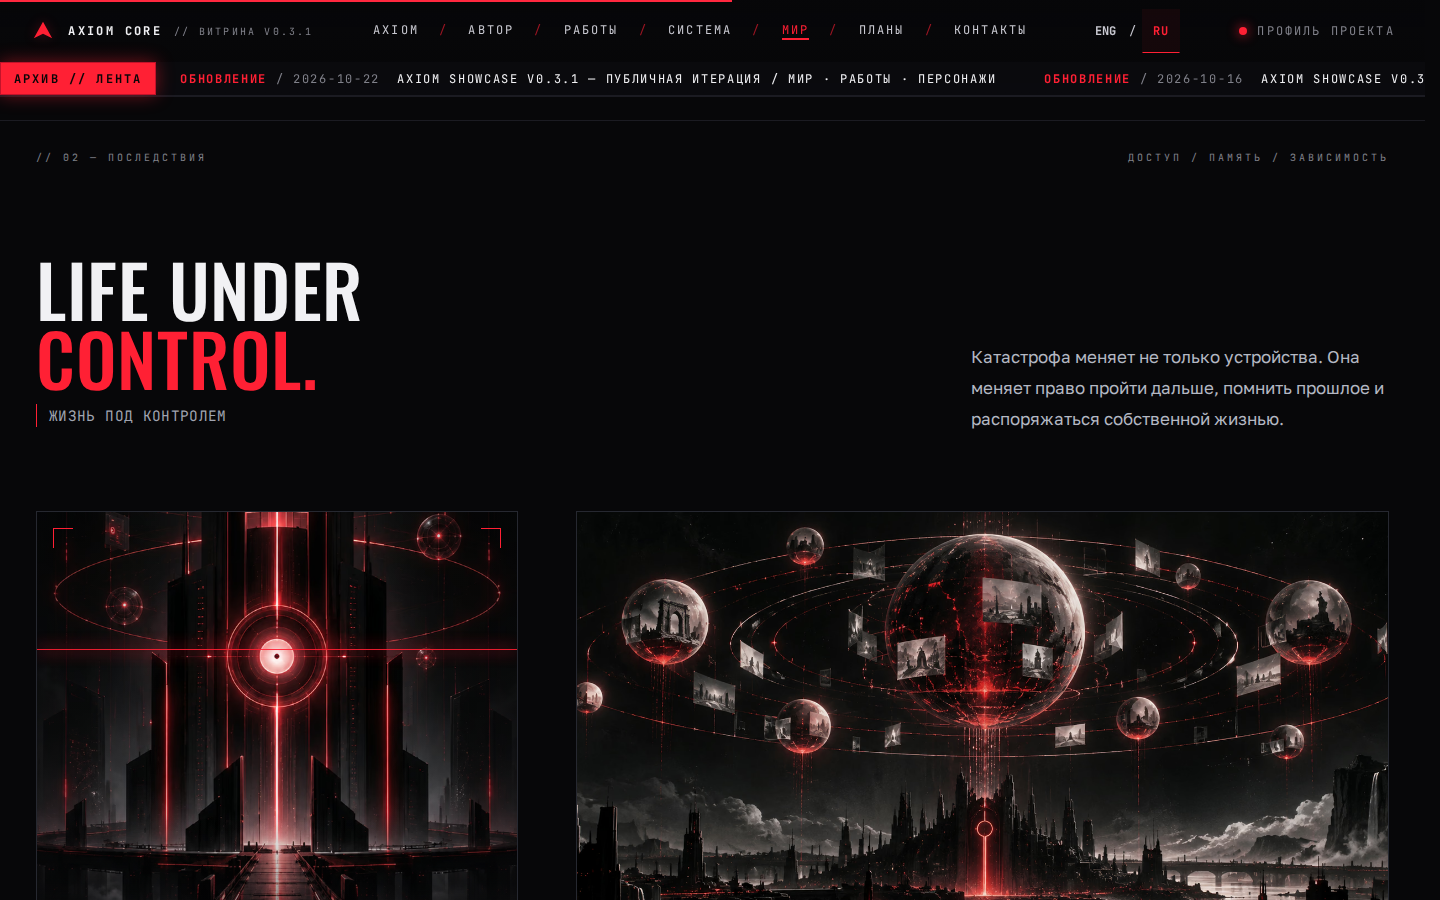 AXIOM CORE // ВИТРИНА V0.3.1 АXIОМ / АВТОР / РАБОТЫ / СИСТЕМА / МИР / ПЛАНЫ / КОНТАКТЫ ENG / RU ПРОФИЛЬ ПРОЕКТА
АРХИВ // ЛЕНТА ОБНОВЛЕНИЕ / 2026-10-22 AXIOM SHOWCASE V0.3.1 — ПУБЛИЧНАЯ ИТЕРАЦИЯ / МИР · РАБОТЫ · ПЕРСОНАЖИ ОБНОВЛЕНИЕ / 2026-10-16 AXIOM SHOWCASE V0.3
// 02 — ПОСЛЕДСТВИЯ ДОСТУП / ПАМЯТЬ / ЗАВИСИМОСТЬ
LIFE UNDER
CONTROL.
ЖИЗНЬ ПОД КОНТРОЛЕМ
Катастрофа меняет не только устройства. Она
меняет право пройти дальше, помнить прошлое и
распоряжаться собственной жизнью.